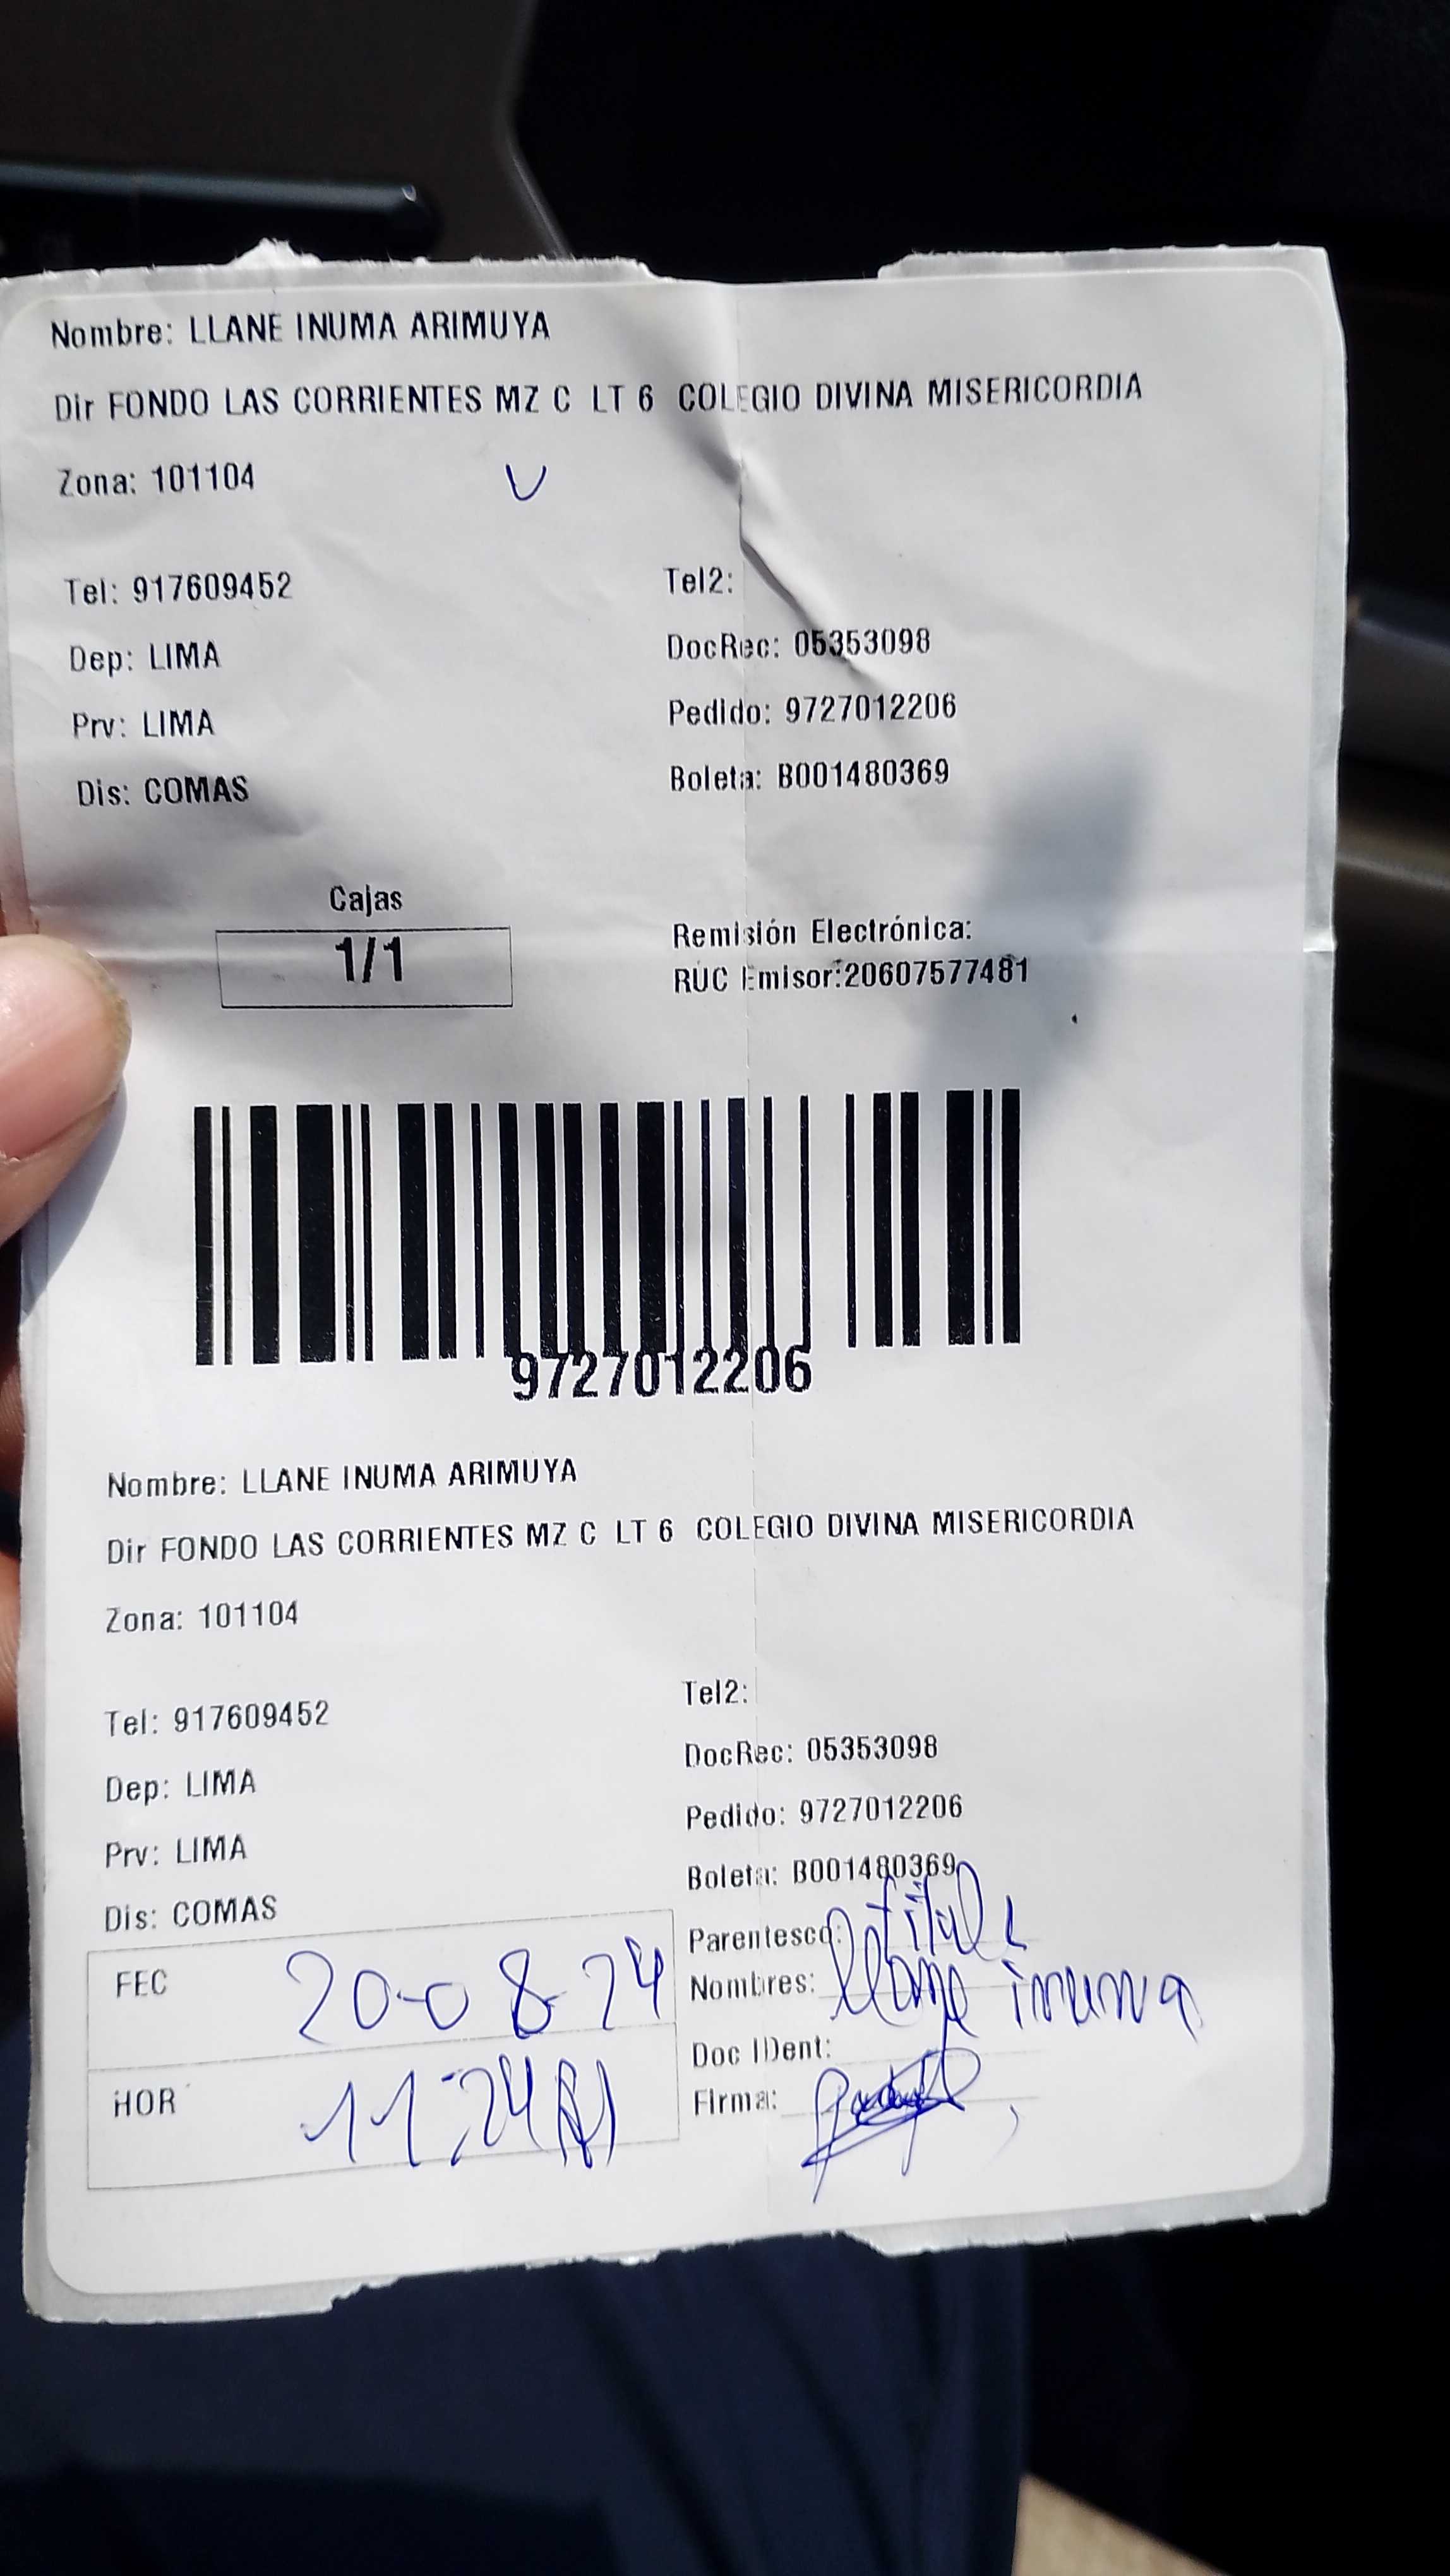 Nombre: LLANE INUMA ARIMUYA
Dir FONDO LAS CORRIENTES MZ C LT 6 COLEGIO DIVINA MISERICORDIA
Zona: 101104
Tel: 917609452 Tel2:
Dep: LIMA DocRec: 05353098
Prv: LIMA Pedido: 9727012206
Dis: COMAS Boleta: B001480369
Cajas
1/1
Remisión Electrónica:
RUC Emisor:20607577481
9727012206
Nombre: LLANE INUMA ARIMUYA
Dir FONDO LAS CORRIENTES MZ C LT 6 COLEGIO DIVINA MISERICORDIA
Zona: 101104
Tel: 917609452 Tel2:
Dep: LIMA DocRec: 05353098
Prv: LIMA Pedido: 9727012206
Dis: COMAS Boleta: B001480369
FEC 20-08-24
HOR 11:24
Parentesco:
Nombres: Llane inuma
Doc IDent:
Firma: